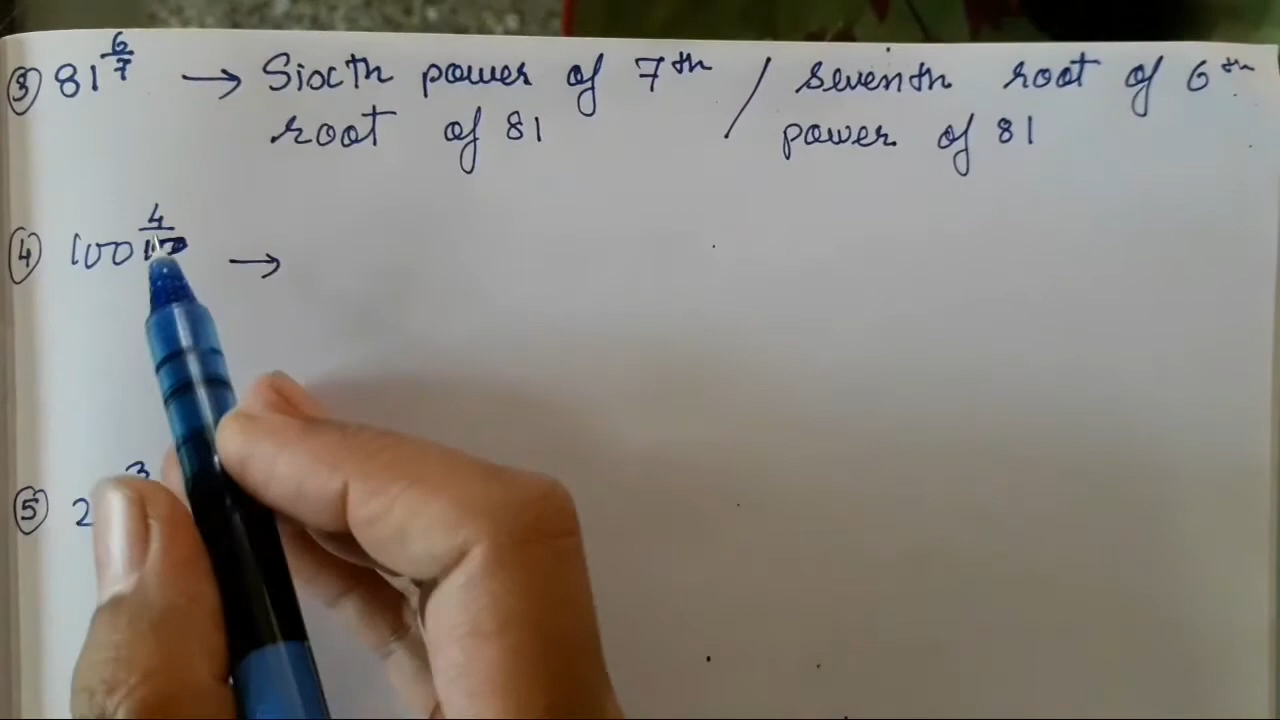 ③ 81^(6/7) → Sixth power of 7th / seventh root of 6th
root of 81 power of 81
④ 100^(4/) →
⑤ 2 3